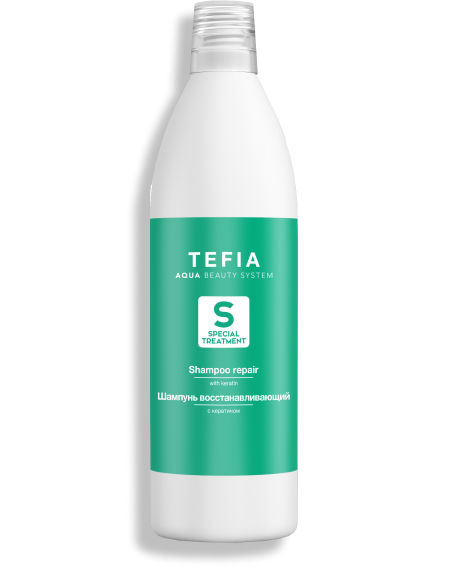 TEFIA
AQUA BEAUTY SYSTEM
S
SPECIAL
TREATMENT
Shampoo repair
with keratin
Шампунь восстанавливающий
с кератином